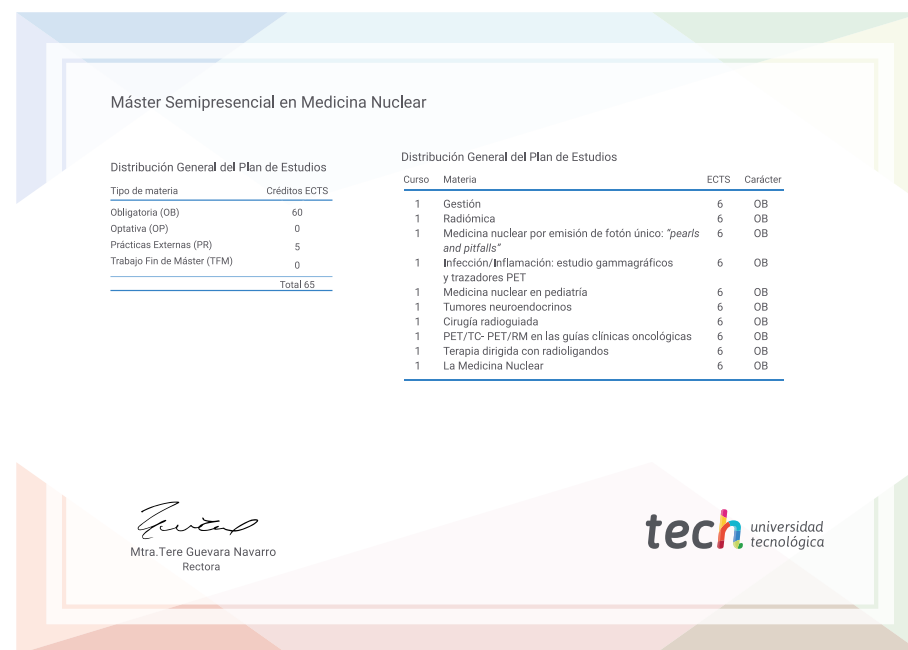 Máster Semipresencial en Medicina Nuclear
Distribución General del Plan de Estudios
Tipo de materia Créditos ECTS
Obligatoria (OB) 60
Optativa (OP) 0
Prácticas Externas (PR) 5
Trabajo Fin de Máster (TFM) 0
Total 65
Distribución General del Plan de Estudios
Curso Materia ECTS Carácter
1 Gestión 6 OB
1 Radiómica 6 OB
1 Medicina nuclear por emisión de fotón único: “pearls 6 OB
and pitfalls”
1 Infección/Inflamación: estudio gammagráficos 6 OB
y trazadores PET
1 Medicina nuclear en pediatría 6 OB
1 Tumores neuroendocrinos 6 OB
1 Cirugía radioguiada 6 OB
1 PET/TC- PET/RM en las guías clínicas oncológicas 6 OB
1 Terapia dirigida con radioligandos 6 OB
1 La Medicina Nuclear 6 OB
Mtra.Tere Guevara Navarro
Rectora
tech universidad
tecnológica